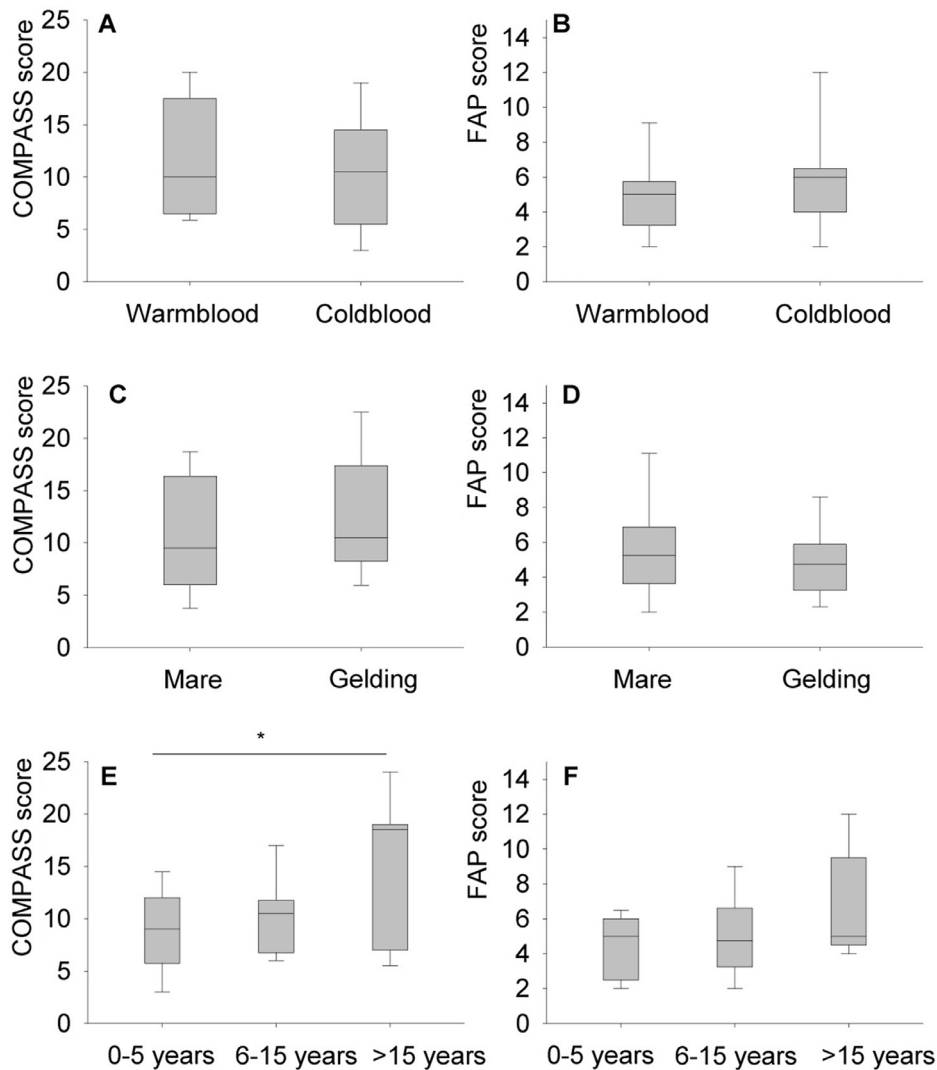 A
COMPASS score
25
20
15
10
5
0
Warmblood Coldblood
B
FAP score
14
12
10
8
6
4
2
0
Warmblood Coldblood
C
COMPASS score
25
20
15
10
5
0
Mare Gelding
D
FAP score
14
12
10
8
6
4
2
0
Mare Gelding
*
E
COMPASS score
25
20
15
10
5
0
0-5 years 6-15 years >15 years
F
FAP score
14
12
10
8
6
4
2
0
0-5 years 6-15 years >15 years